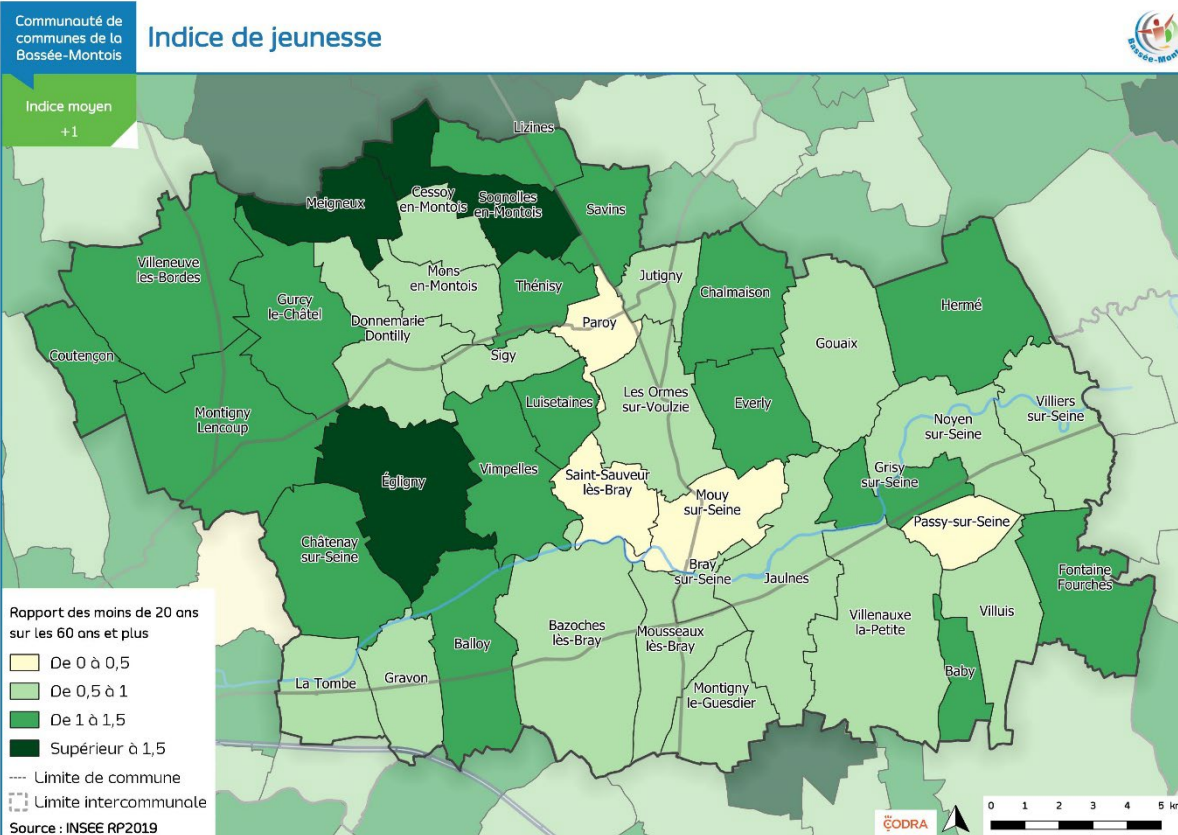 Communauté de
communes de la
Bassée-Montois
Indice de jeunesse
Indice moyen
+1
Lizines
Meigneux
Cessoy
en-Montois
Sognolles
en-Montois
Savins
Villeneuve
les-Bordes
Gurcy
le-Châtel
Mons
en-Montois
Thénisy
Jutigny
Chalmaison
Hermé
Donnemarie
Dontilly
Paroy
Gouaix
Coutençon
Sigy
Montigny
Lencoup
Luisetaines
Les Ormes
sur-Voulzie
Everly
Noyen
sur-Seine
Villiers
sur-Seine
Égligny
Vimpelles
Saint-Sauveur
lès-Bray
Mouy
sur-Seine
Grisy
sur-Seine
Passy-sur-Seine
Châtenay
sur-Seine
Bray
sur-Seine
Jaulnes
Fontaine
Fourches
Balloy
Bazoches
lès-Bray
Mousseaux
lès-Bray
Villenauxe
la-Petite
Villuis
La Tombe
Gravon
Montigny
le-Guesdier
Baby
Rapport des moins de 20 ans
sur les 60 ans et plus
De 0 à 0,5
De 0,5 à 1
De 1 à 1,5
Supérieur à 1,5
Limite de commune
Limite intercommunale
Source : INSEE RP2019
CODRA
0 1 2 3 4 5 km